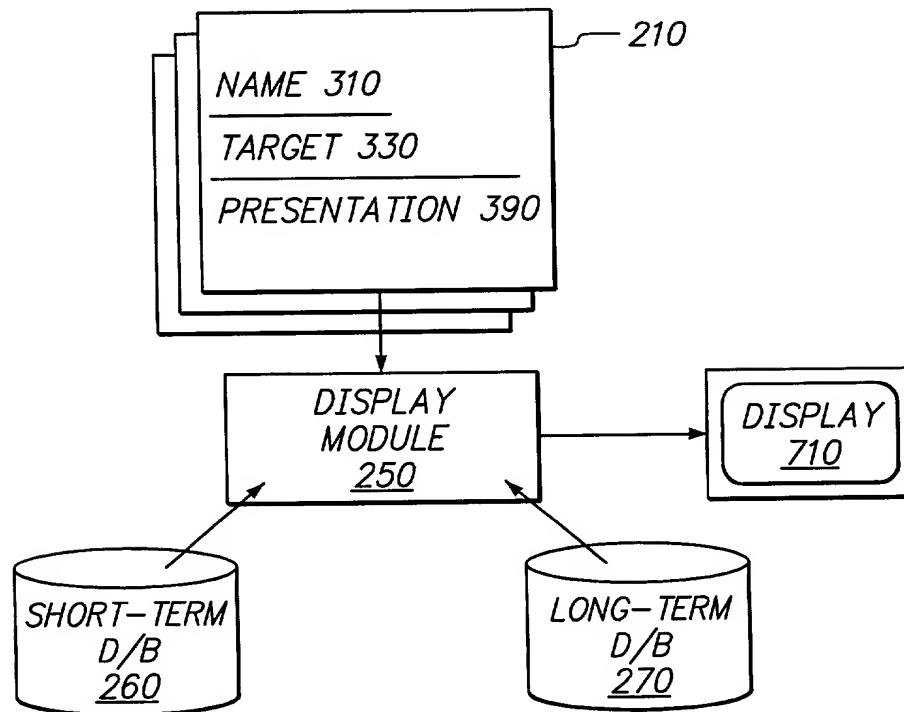 210
NAME 310
TARGET 330
PRESENTATION 390
DISPLAY
MODULE
250
DISPLAY
710
SHORT-TERM
D/B
260
LONG-TERM
D/B
270